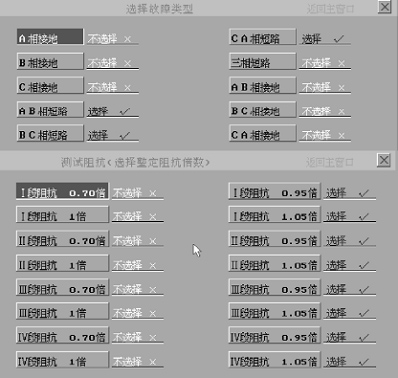 选择故障类型 返回主窗口
A相接地 不选择 × CA相短路 选择 ✓
B相接地 不选择 × 三相短路 不选择 ×
C相接地 不选择 × AB相接地 不选择 ×
AB相短路 选择 ✓ BC相接地 不选择 ×
BC相短路 选择 ✓ CA相接地 不选择 ×
测试阻抗<选择整定阻抗倍数> 返回主窗口
I段阻抗 0.70倍 不选择 × I段阻抗 0.95倍 选择 ✓
I段阻抗 1倍 不选择 × I段阻抗 1.05倍 选择 ✓
II段阻抗 0.70倍 不选择 × II段阻抗 0.95倍 选择 ✓
II段阻抗 1倍 不选择 × II段阻抗 1.05倍 选择 ✓
III段阻抗 0.70倍 不选择 × III段阻抗 0.95倍 选择 ✓
III段阻抗 1倍 不选择 × III段阻抗 1.05倍 选择 ✓
IV段阻抗 0.70倍 不选择 × IV段阻抗 0.95倍 选择 ✓
IV段阻抗 1倍 不选择 × IV段阻抗 1.05倍 选择 ✓